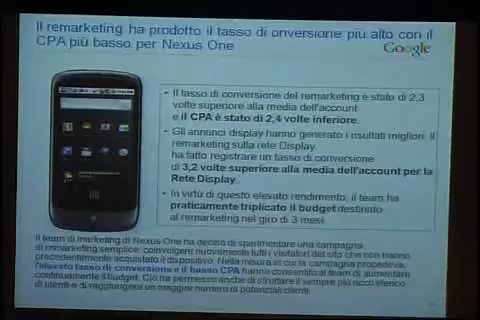 Il remarketing ha prodotto il tasso di onversione più alto con il
CPA più basso per Nexus One
Google
- Il tasso di conversione del remarketing è stato di 2,3
volte superiore alla media dell'account
e il CPA è stato di 2,4 volte inferiore.
- Gli annunci display hanno generato i risultati migliori: il
remarketing sulla rete Display
ha fatto registrare un tasso di conversione
di 3,2 volte superiore alla media dell'account per la
Rete Display.
- In virtù di questo elevato rendimento, il team ha
praticamente triplicato il budget destinato
al remarketing nel giro di 3 mesi.
Il team di marketing di Nexus One ha deciso di sperimentare una campagna
di remarketing semplice: coinvolgere nuovamente tutti i visitatori del sito che non hanno
precedentemente acquistato il dispositivo. Nella misura in cui la campagna procedeva,
l'elevato tasso di conversione e il basso CPA hanno consentito al team di aumentare
continuamente il budget. Ciò ha permesso anche di sfruttare il sempre più ricco elenco
di utenti e di raggiungere un maggior numero di potenziali clienti.